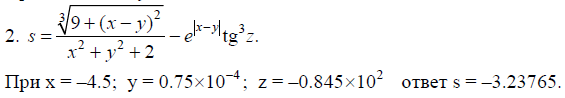 2. s = ∛(9 + (x − y)²) / (x² + y² + 2) − e^|x−y| tg³z.
При x = –4.5; y = 0.75×10⁻⁴; z = –0.845×10² ответ s = –3.23765.